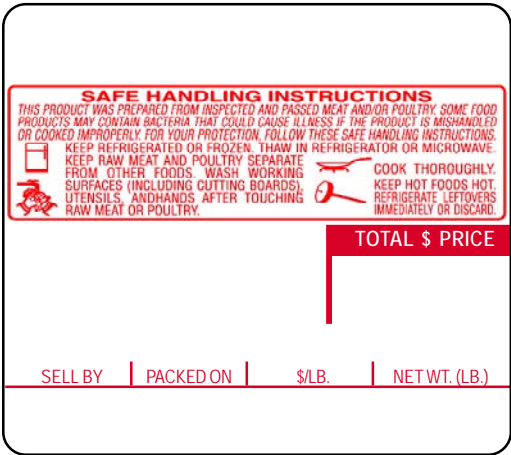 SAFE HANDLING INSTRUCTIONS
THIS PRODUCT WAS PREPARED FROM INSPECTED AND PASSED MEAT AND/OR POULTRY. SOME FOOD
PRODUCTS MAY CONTAIN BACTERIA THAT COULD CAUSE ILLNESS IF THE PRODUCT IS MISHANDLED
OR COOKED IMPROPERLY. FOR YOUR PROTECTION, FOLLOW THESE SAFE HANDLING INSTRUCTIONS.
KEEP REFRIGERATED OR FROZEN. THAW IN REFRIGERATOR OR MICROWAVE.
KEEP RAW MEAT AND POULTRY SEPARATE
FROM OTHER FOODS. WASH WORKING
SURFACES (INCLUDING CUTTING BOARDS),
UTENSILS, ANDHANDS AFTER TOUCHING
RAW MEAT OR POULTRY.
COOK THOROUGHLY.
KEEP HOT FOODS HOT.
REFRIGERATE LEFTOVERS
IMMEDIATELY OR DISCARD.
TOTAL $ PRICE
SELL BY PACKED ON $/LB. NET WT. (LB.)